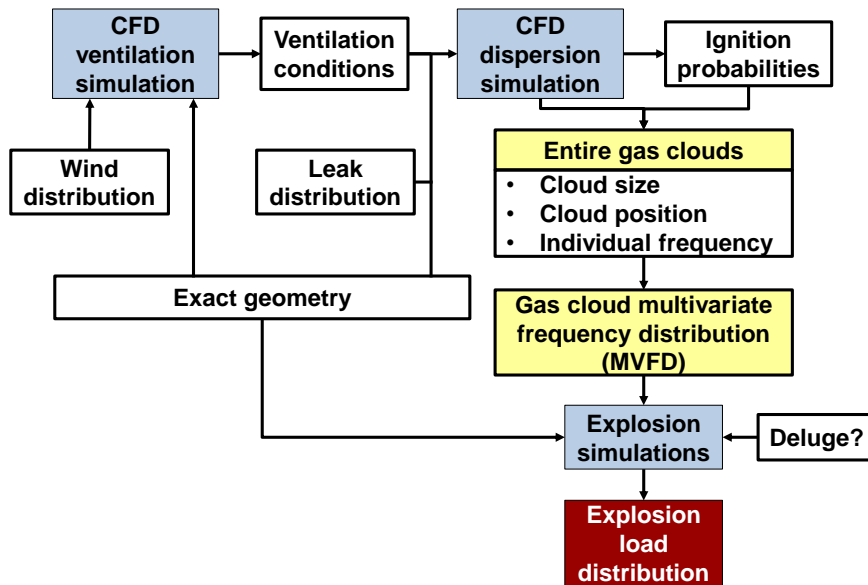 CFD
ventilation
simulation
Ventilation
conditions
CFD
dispersion
simulation
Ignition
probabilities
Wind
distribution
Leak
distribution
Entire gas clouds
• Cloud size
• Cloud position
• Individual frequency
Exact geometry
Gas cloud multivariate
frequency distribution
(MVFD)
Explosion
simulations
Deluge?
Explosion
load
distribution